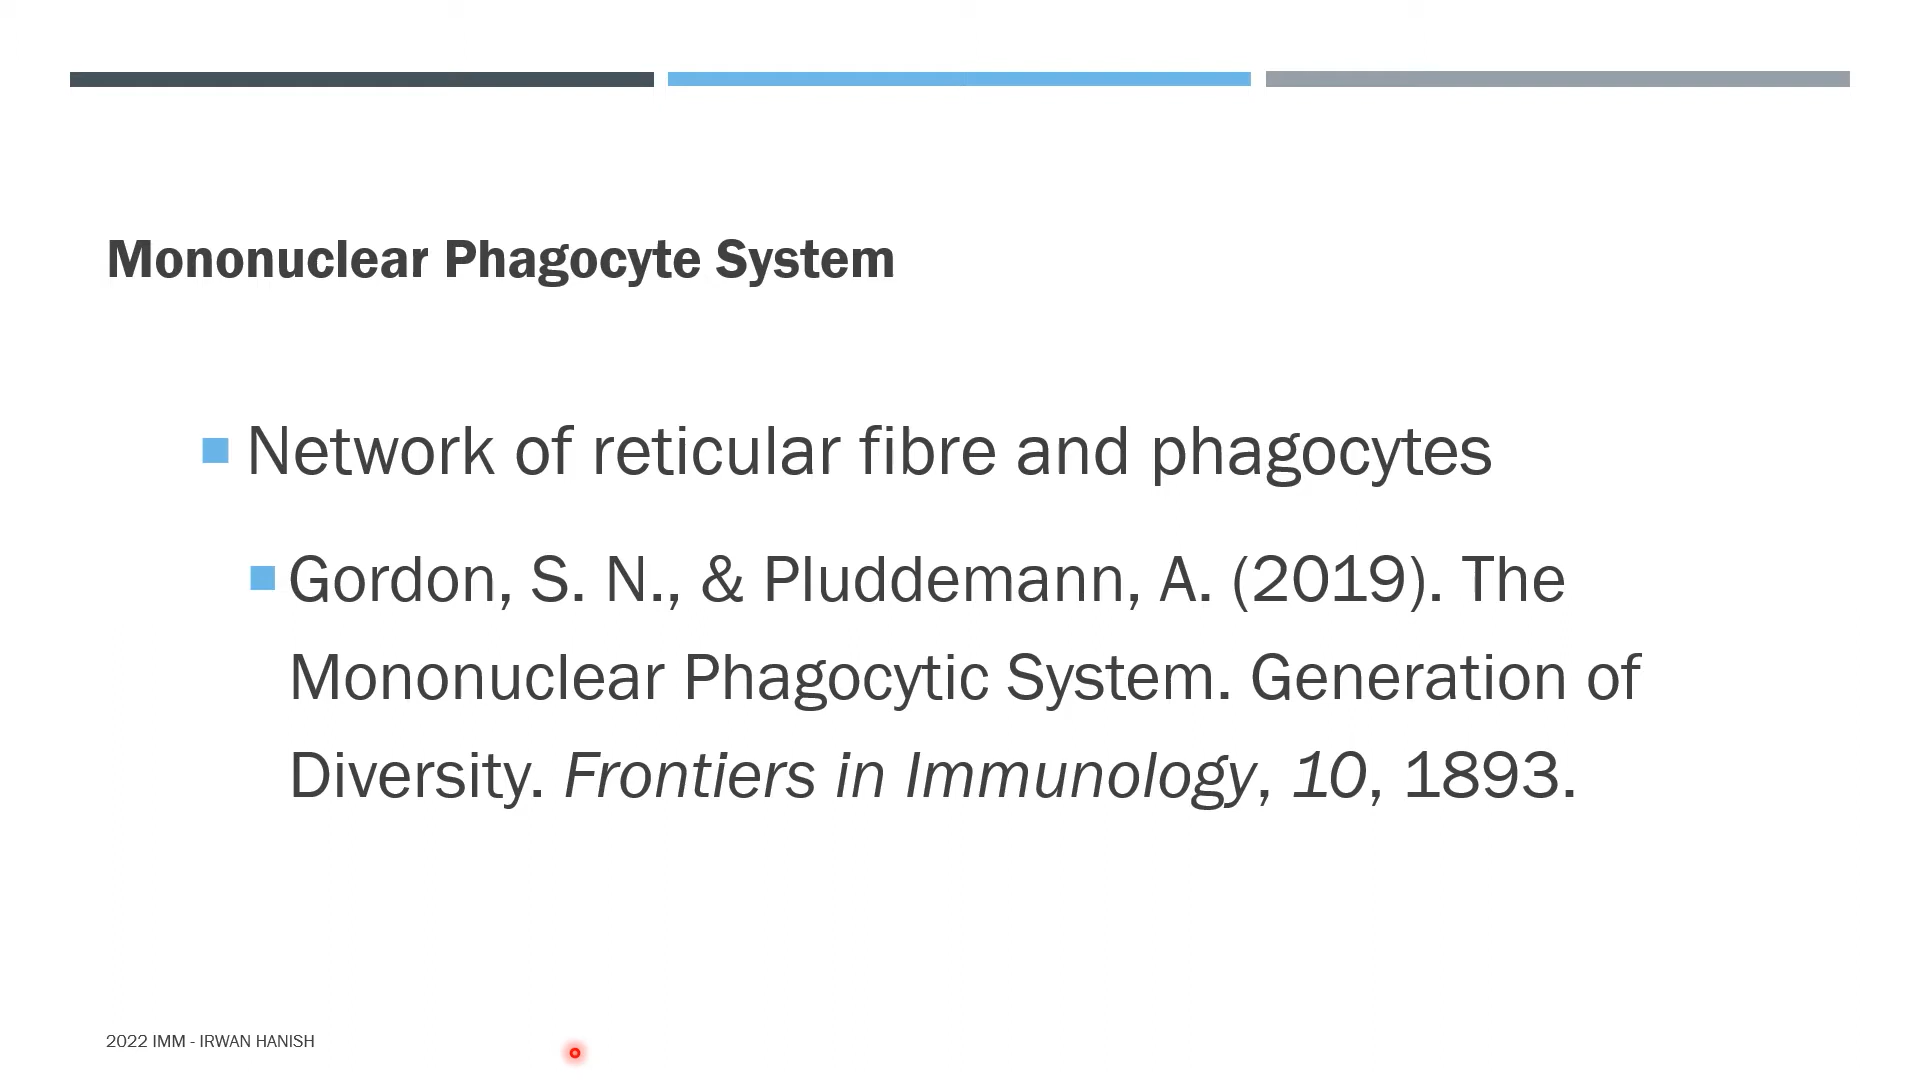 Mononuclear Phagocyte System
Network of reticular fibre and phagocytes
Gordon, S. N., & Pluddemann, A. (2019). The
Mononuclear Phagocytic System. Generation of
Diversity. Frontiers in Immunology, 10, 1893.
2022 IMM - IRWAN HANISH